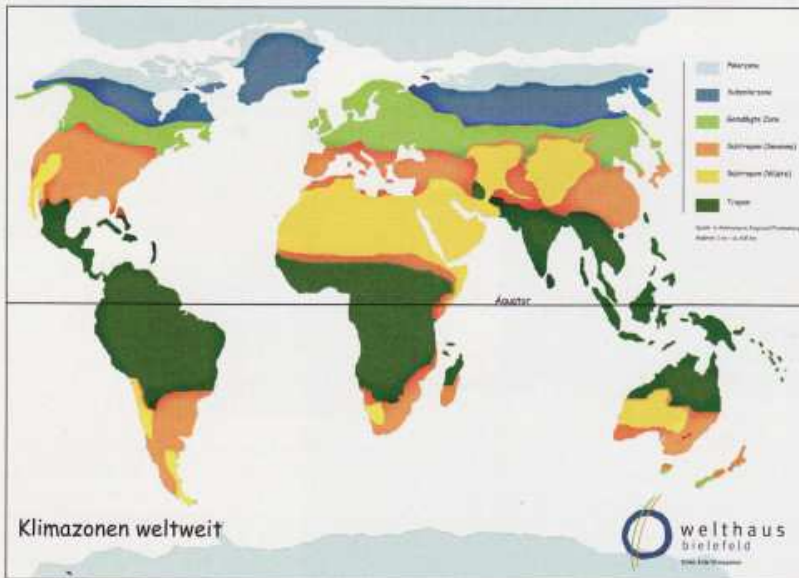 Polarzone
Subpolarzone
Gemäßigte Zone
Subtropen (Savanne)
Subtropen (Wüste)
Tropen
Äquator
Klimazonen weltweit
welthaus
bielefeld